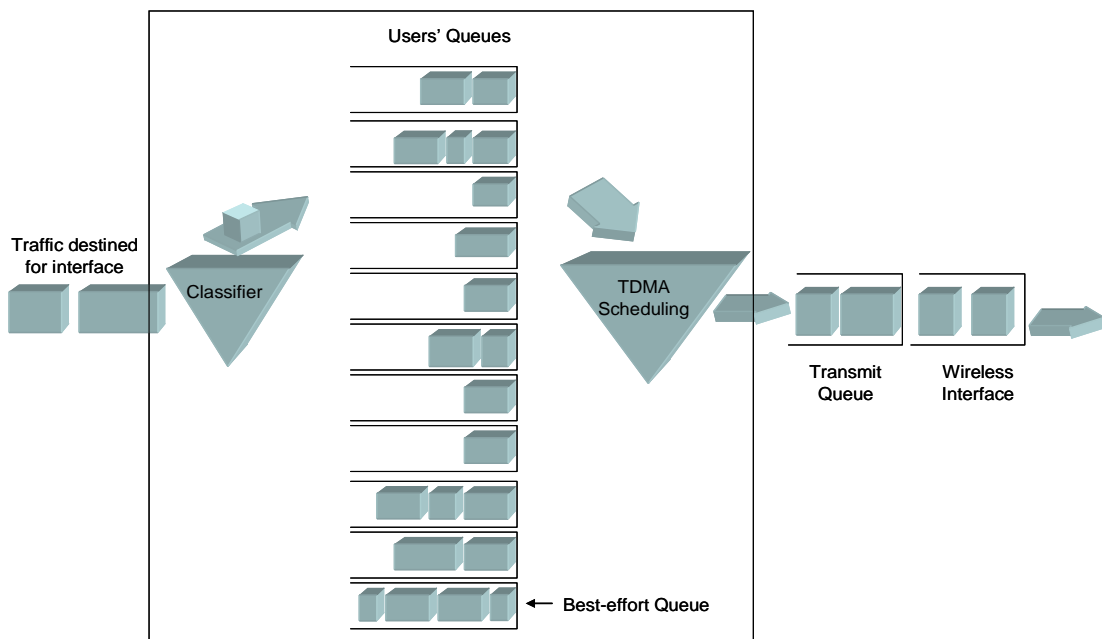 Users' Queues
Traffic destined
for interface
Classifier
TDMA
Scheduling
Transmit
Queue
Wireless
Interface
Best-effort Queue